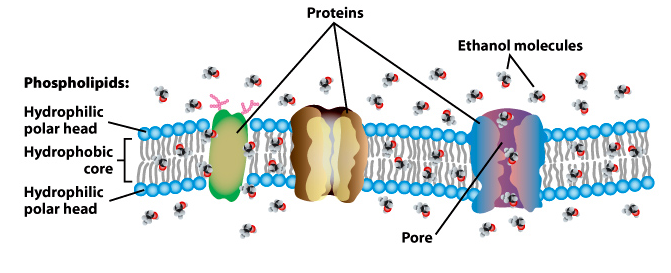 Proteins
Ethanol molecules
Phospholipids:
Hydrophilic
polar head
Hydrophobic
core
Hydrophilic
polar head
Pore